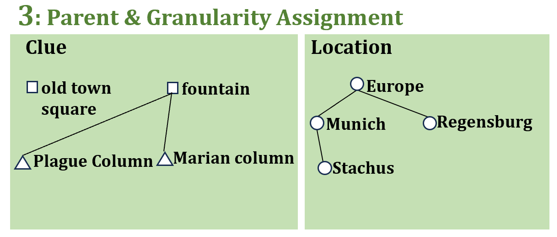 3: Parent & Granularity Assignment
Clue
old town
square
fountain
Plague Column
Marian column
Location
Europe
Munich
Regensburg
Stachus